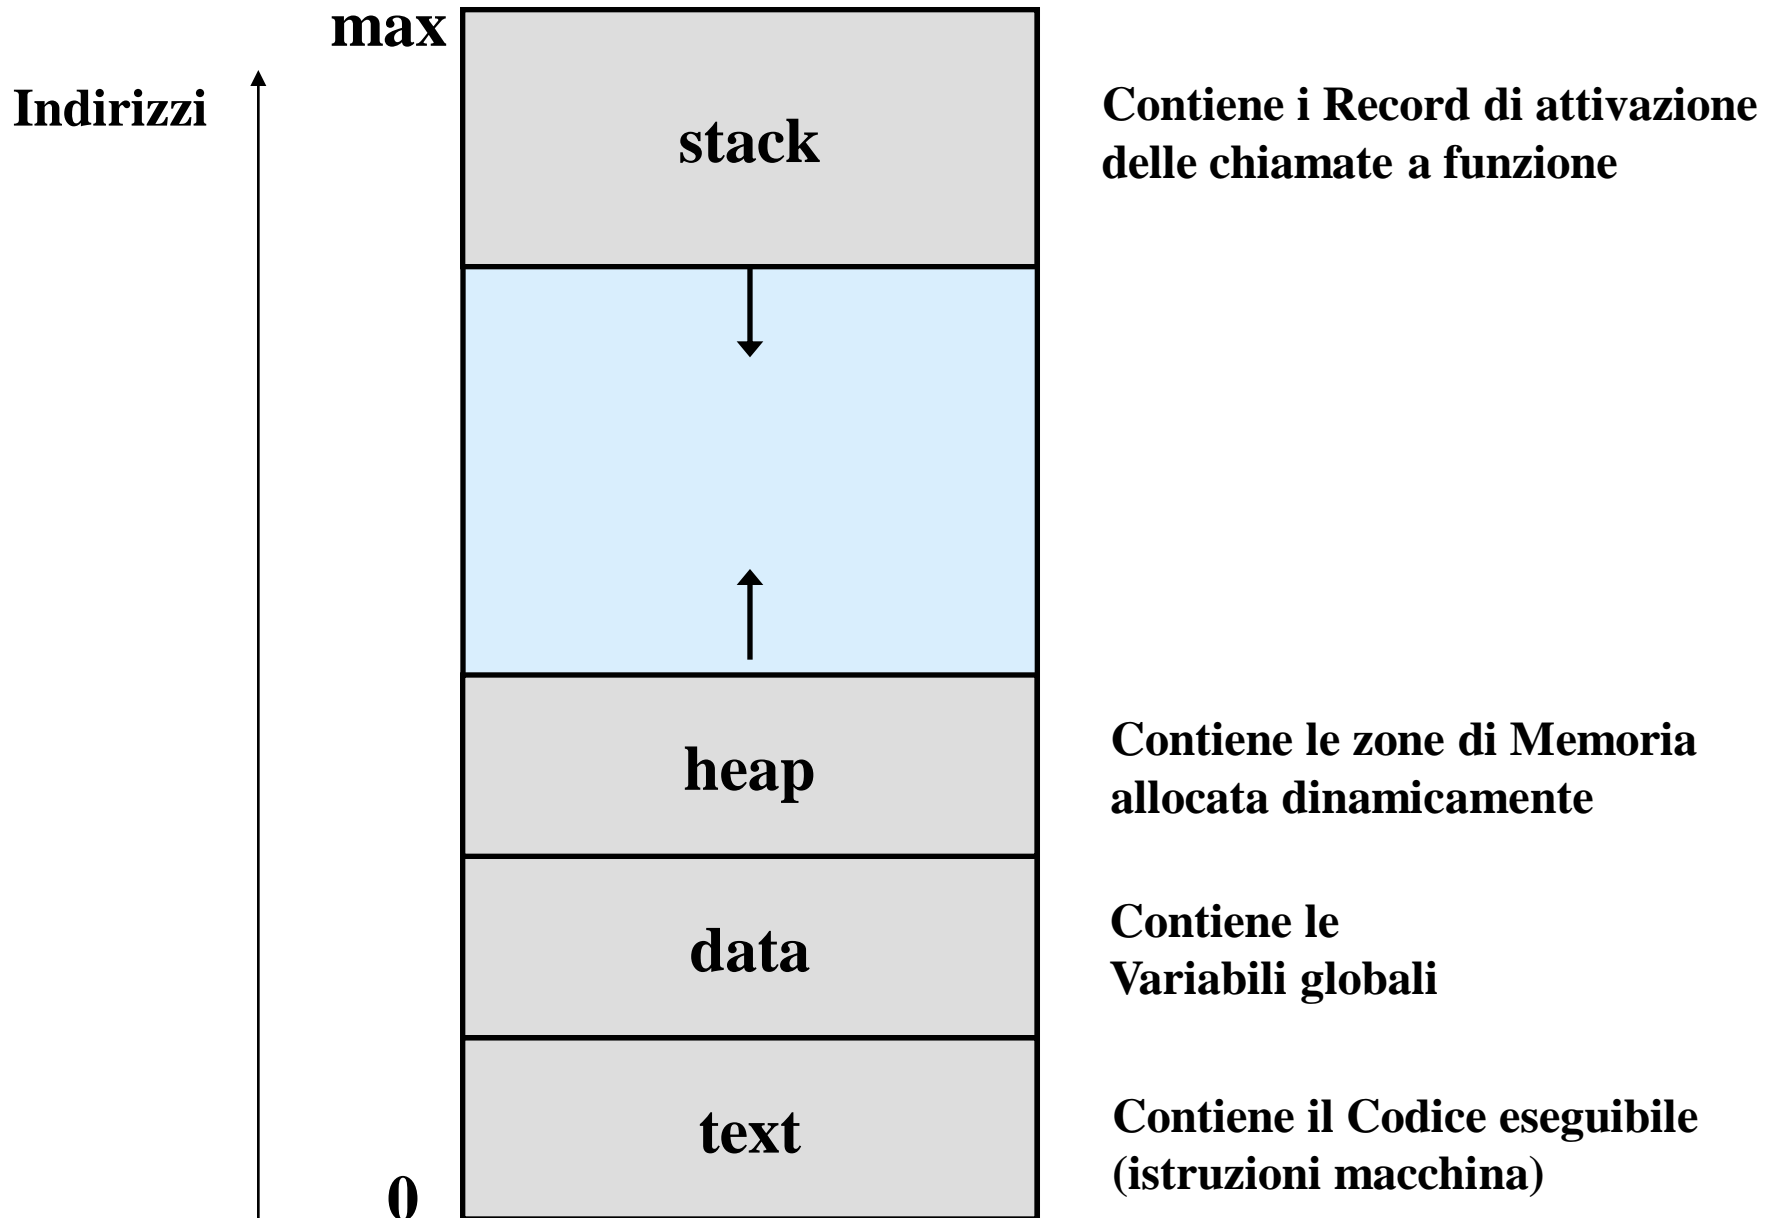 max
Indirizzi
stack
Contiene i Record di attivazione
delle chiamate a funzione
heap
Contiene le zone di Memoria
allocata dinamicamente
data
Contiene le
Variabili globali
text
Contiene il Codice eseguibile
(istruzioni macchina)
0